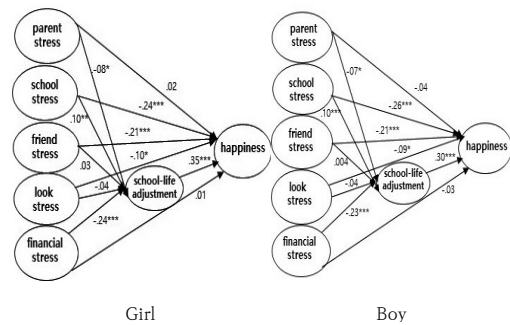 parent
stress
-.08*
.02
school
stress
.10**
-.24***
friend
stress
-.21***
happiness
.03
-.10*
.35***
look
stress
-.04
school-life
adjustment
.01
-.24***
financial
stress
Girl
parent
stress
-.07*
-.04
school
stress
.10***
-.26***
friend
stress
-.21***
happiness
.004
-.09*
.30***
look
stress
-.04
school-life
adjustment
-.03
-.23***
financial
stress
Boy